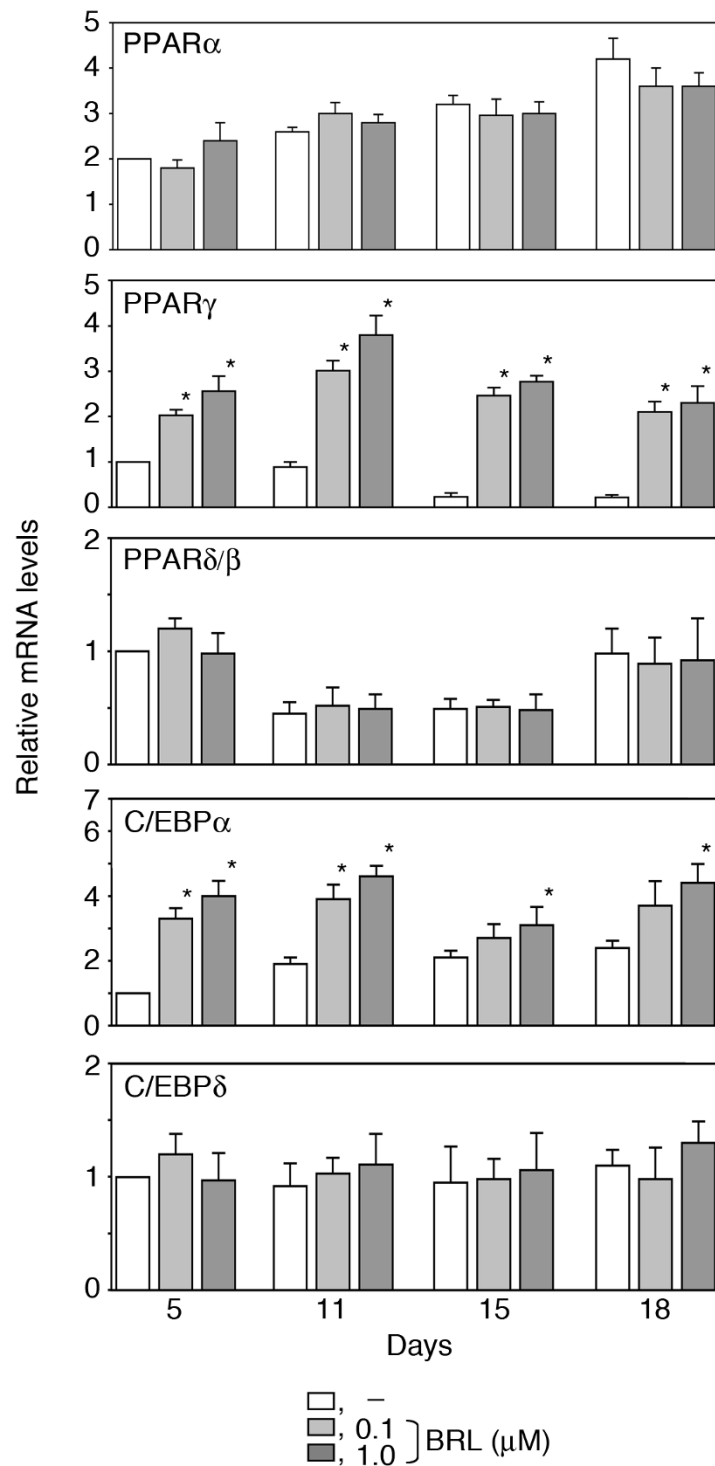 Relative mRNA levels
PPARα
5
4
3
2
1
0
PPARγ
* * * * * * * *
5
4
3
2
1
0
PPARδ/β
2
1
0
C/EBPα
* * * * * *
7
4
2
1
0
C/EBPδ
2
1
0
5 11 15 18
Days
, –
, 0.1
, 1.0
BRL (μM)